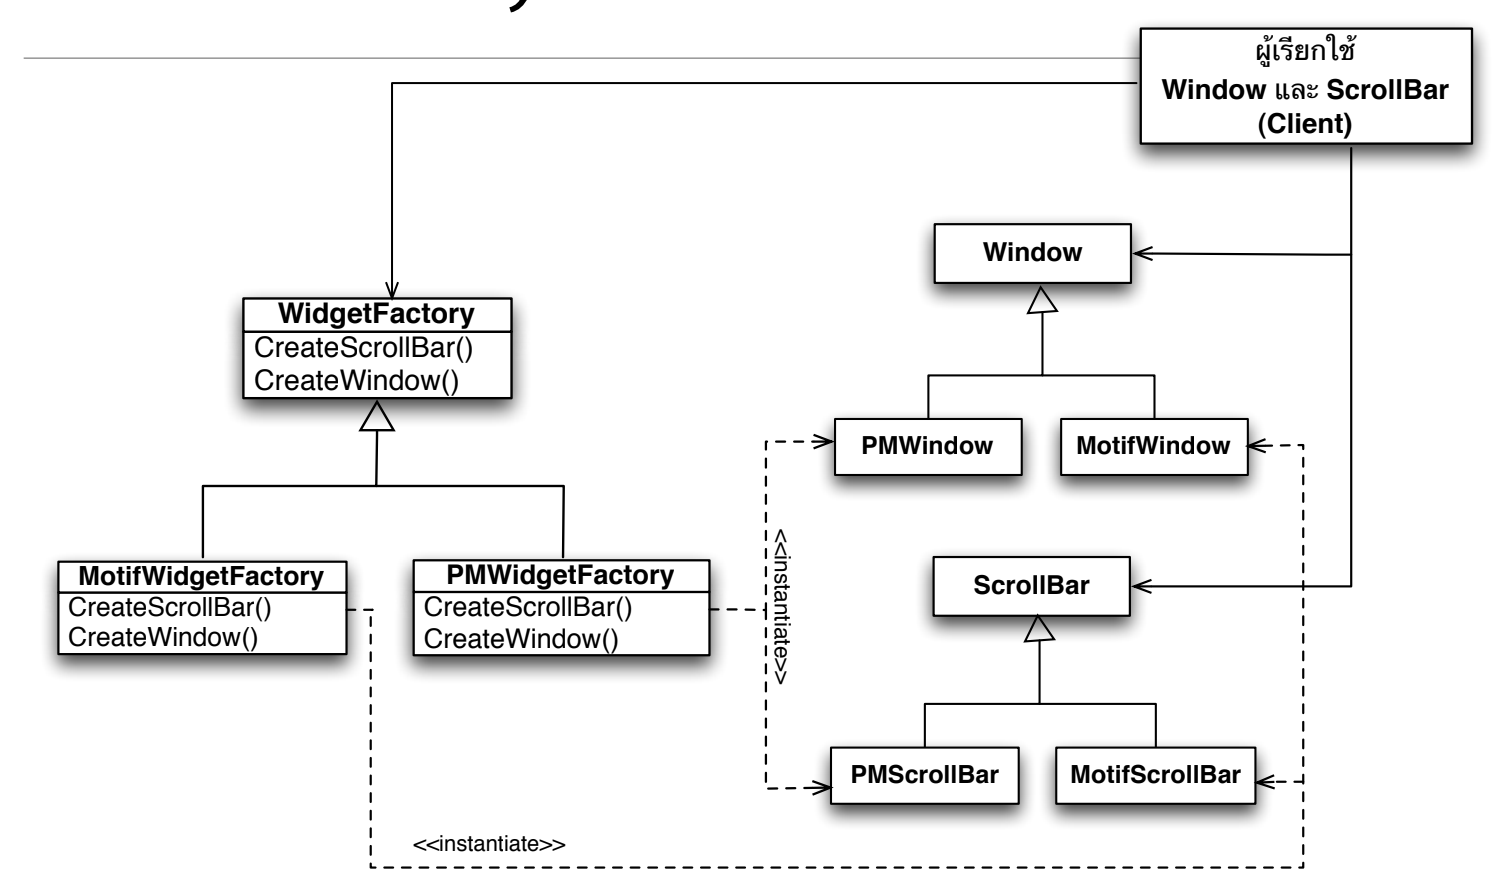 ผู้เรียกใช้
Window และ ScrollBar
(Client)
Window
WidgetFactory
CreateScrollBar()
CreateWindow()
PMWindow
MotifWindow
<<instantiate>>
MotifWidgetFactory
CreateScrollBar()
CreateWindow()
PMWidgetFactory
CreateScrollBar()
CreateWindow()
ScrollBar
PMScrollBar
MotifScrollBar
<<instantiate>>